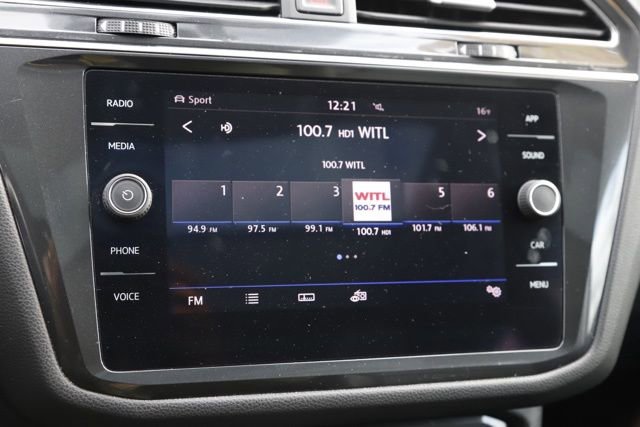 RADIO
MEDIA
PHONE
VOICE
Sport 12:21 16°F
100.7 HD1 WITL
100.7 WITL
1 2 3 WITL 100.7 FM 5 6
94.9 FM 97.5 FM 99.1 FM 100.7 HD1 101.7 FM 106.1 FM
FM
APP
SOUND
CAR
MENU